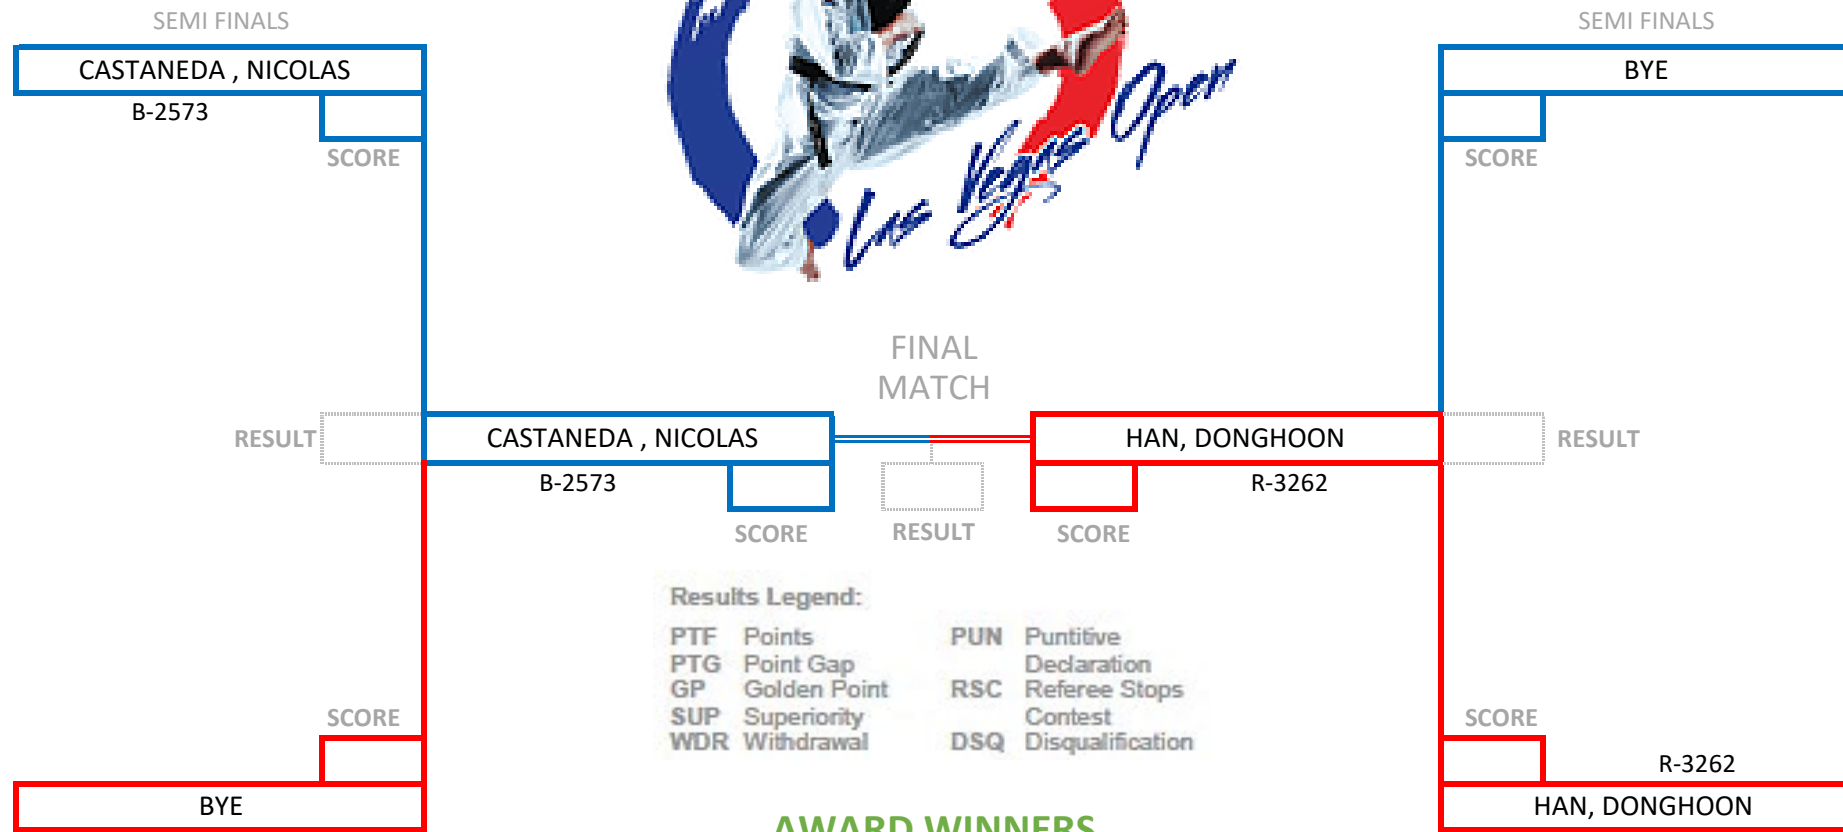 SEMI FINALS
SEMI FINALS
CASTANEDA , NICOLAS
BYE
B-2573
SCORE
SCORE
Las Vegas Open
FINAL
MATCH
RESULT
CASTANEDA , NICOLAS
HAN, DONGHOON
RESULT
B-2573
R-3262
SCORE
RESULT
SCORE
Results Legend:
PTF Points
PTG Point Gap
GP Golden Point
SUP Superiority
WDR Withdrawal
PUN Puntitive
Declaration
RSC Referee Stops
Contest
DSQ Disqualification
SCORE
SCORE
R-3262
BYE
HAN, DONGHOON
AWARD WINNERS